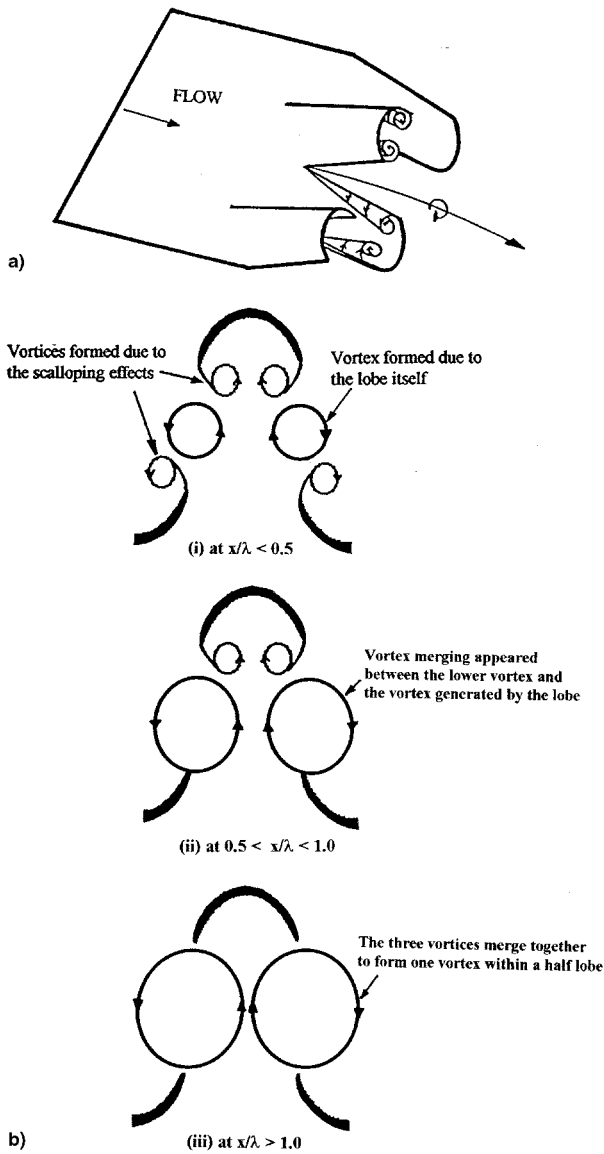 FLOW
a)
Vortices formed due to
the scalloping effects
Vortex formed due to
the lobe itself
(i) at x/λ < 0.5
Vortex merging appeared
between the lower vortex and
the vortex generated by the lobe
(ii) at 0.5 < x/λ < 1.0
The three vortices merge together
to form one vortex within a half lobe
b)
(iii) at x/λ > 1.0